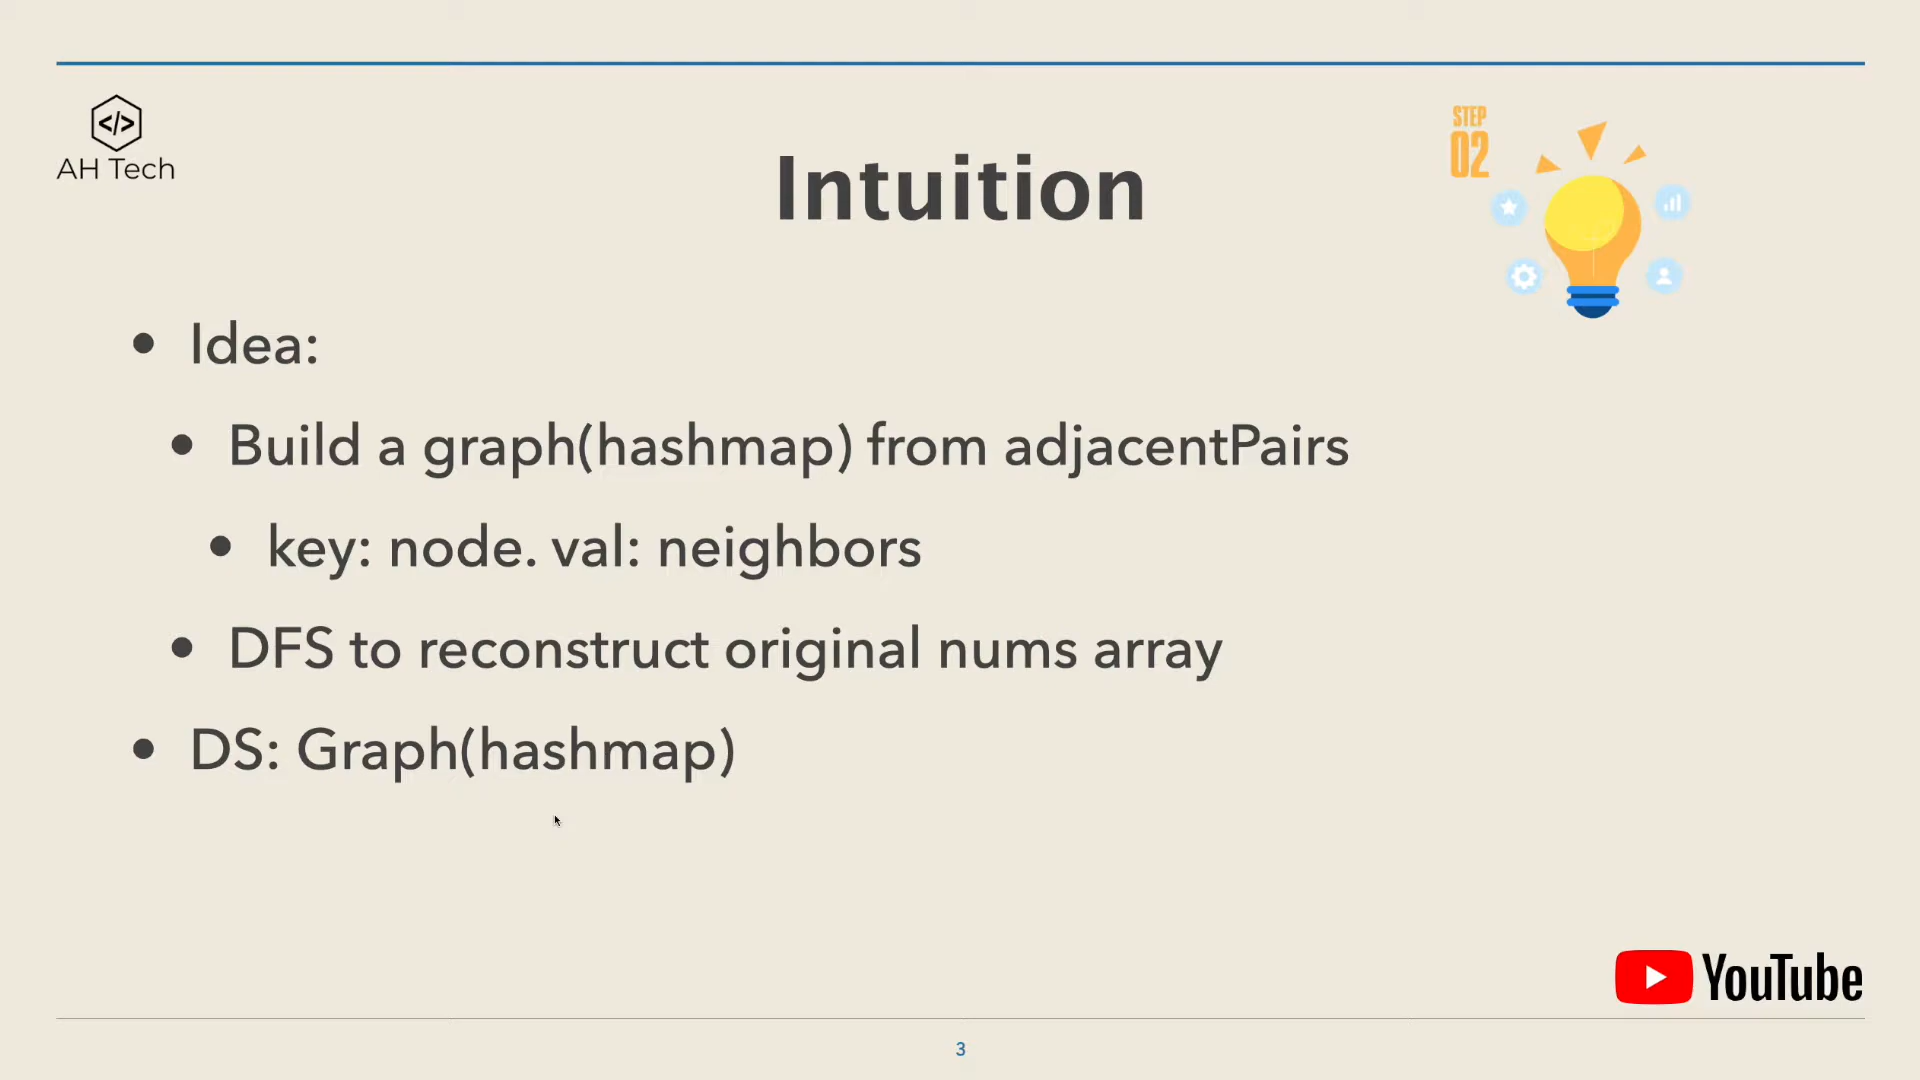 </>
AH Tech
STEP
02
Intuition
• Idea:
• Build a graph(hashmap) from adjacentPairs
• key: node. val: neighbors
• DFS to reconstruct original nums array
• DS: Graph(hashmap)
YouTube
3